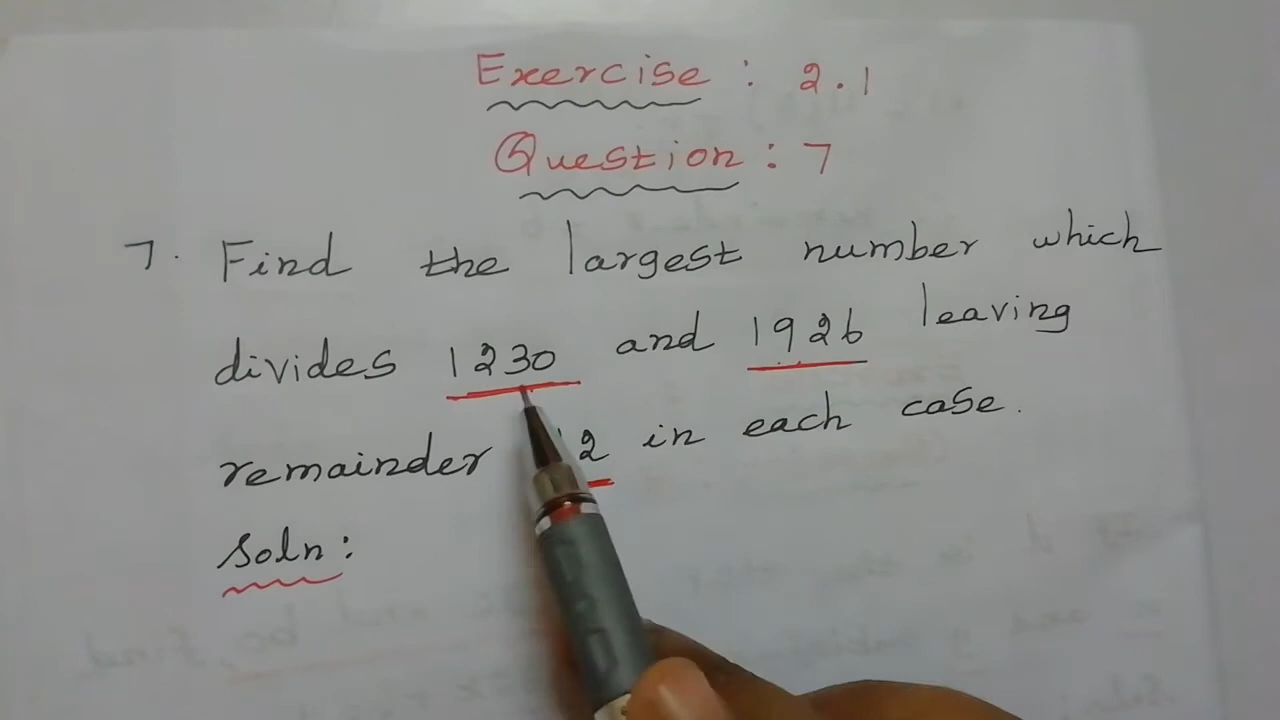 Exercise : 2.1
Question : 7
7. Find the largest number which
divides 1230 and 1926 leaving
remainder 12 in each case.
Soln: